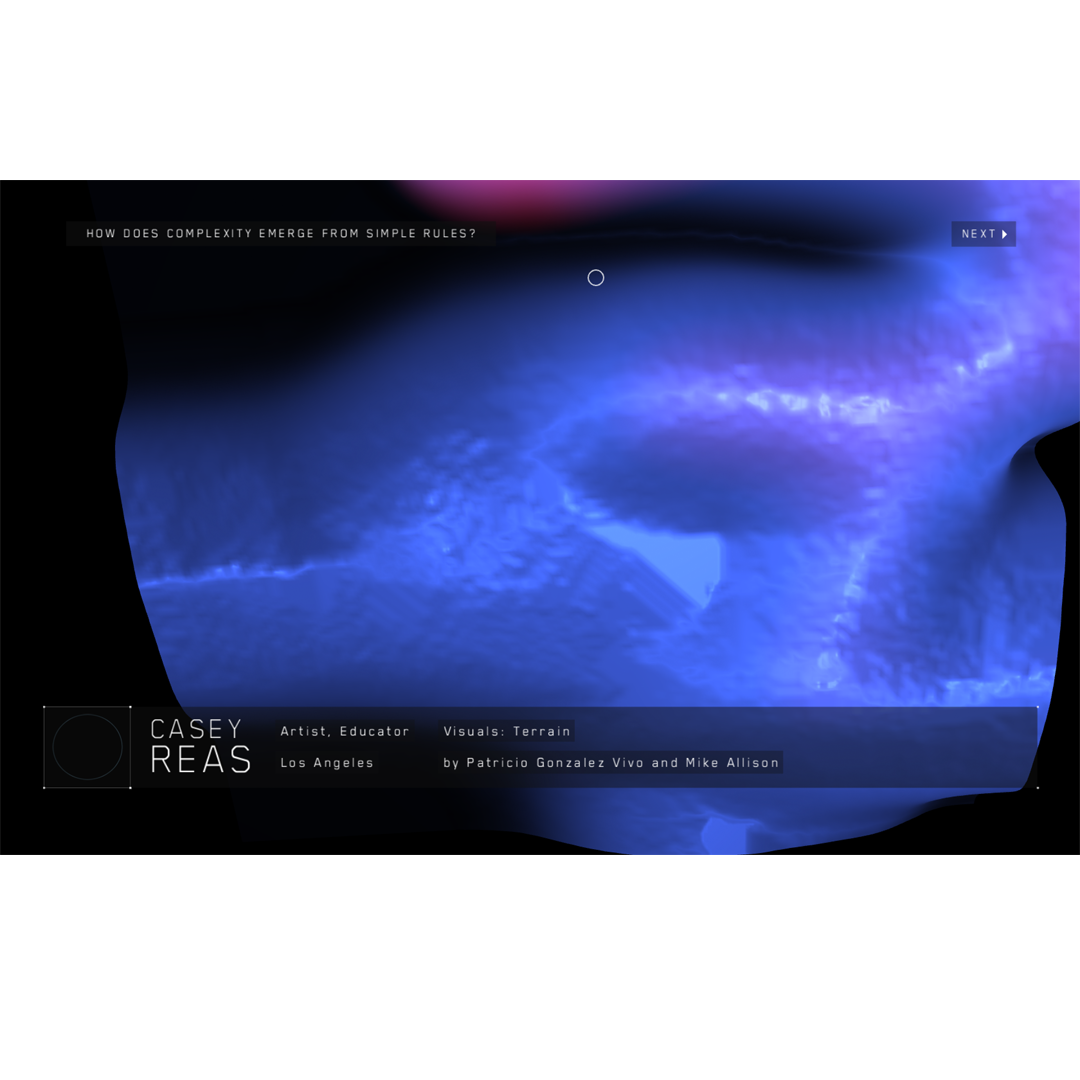 HOW DOES COMPLEXITY EMERGE FROM SIMPLE RULES?
NEXT
CASEY
REAS
Artist, Educator
Los Angeles
Visuals: Terrain
by Patricio Gonzalez Vivo and Mike Allison